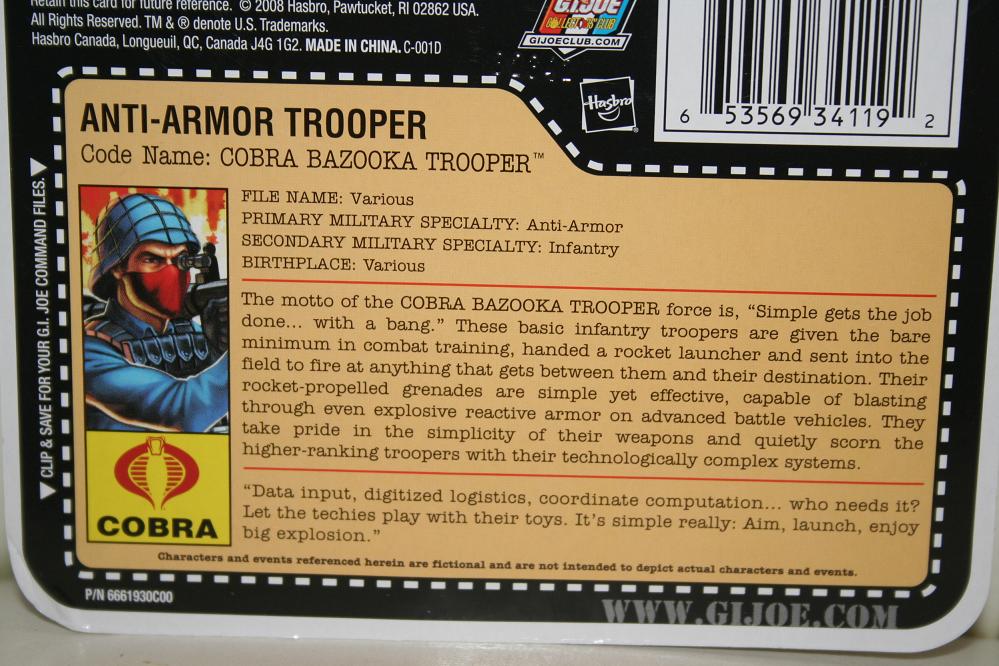 Retain this card for future reference. © 2008 Hasbro, Pawtucket, RI 02862 USA.
All Rights Reserved. TM & ® denote U.S. Trademarks.
Hasbro Canada, Longueuil, QC, Canada J4G 1G2. MADE IN CHINA. C-001D
G.I. JOE
COLLECTORS' CLUB
GIJOECLUB.COM
Hasbro ®
6 53569 34119 2
ANTI-ARMOR TROOPER
Code Name: COBRA BAZOOKA TROOPER™
FILE NAME: Various
PRIMARY MILITARY SPECIALTY: Anti-Armor
SECONDARY MILITARY SPECIALTY: Infantry
BIRTHPLACE: Various
The motto of the COBRA BAZOOKA TROOPER force is, “Simple gets the job
done... with a bang.” These basic infantry troopers are given the bare
minimum in combat training, handed a rocket launcher and sent into the
field to fire at anything that gets between them and their destination. Their
rocket-propelled grenades are simple yet effective, capable of blasting
through even explosive reactive armor on advanced battle vehicles. They
take pride in the simplicity of their weapons and quietly scorn the
higher-ranking troopers with their technologically complex systems.
“Data input, digitized logistics, coordinate computation... who needs it?
Let the techies play with their toys. It's simple really: Aim, launch, enjoy
big explosion.”
COBRA
Characters and events referenced herein are fictional and are not intended to depict actual characters and events.
CLIP & SAVE FOR YOUR G.I. JOE COMMAND FILES.
P/N 6661930C00
WWW.GIJOE.COM